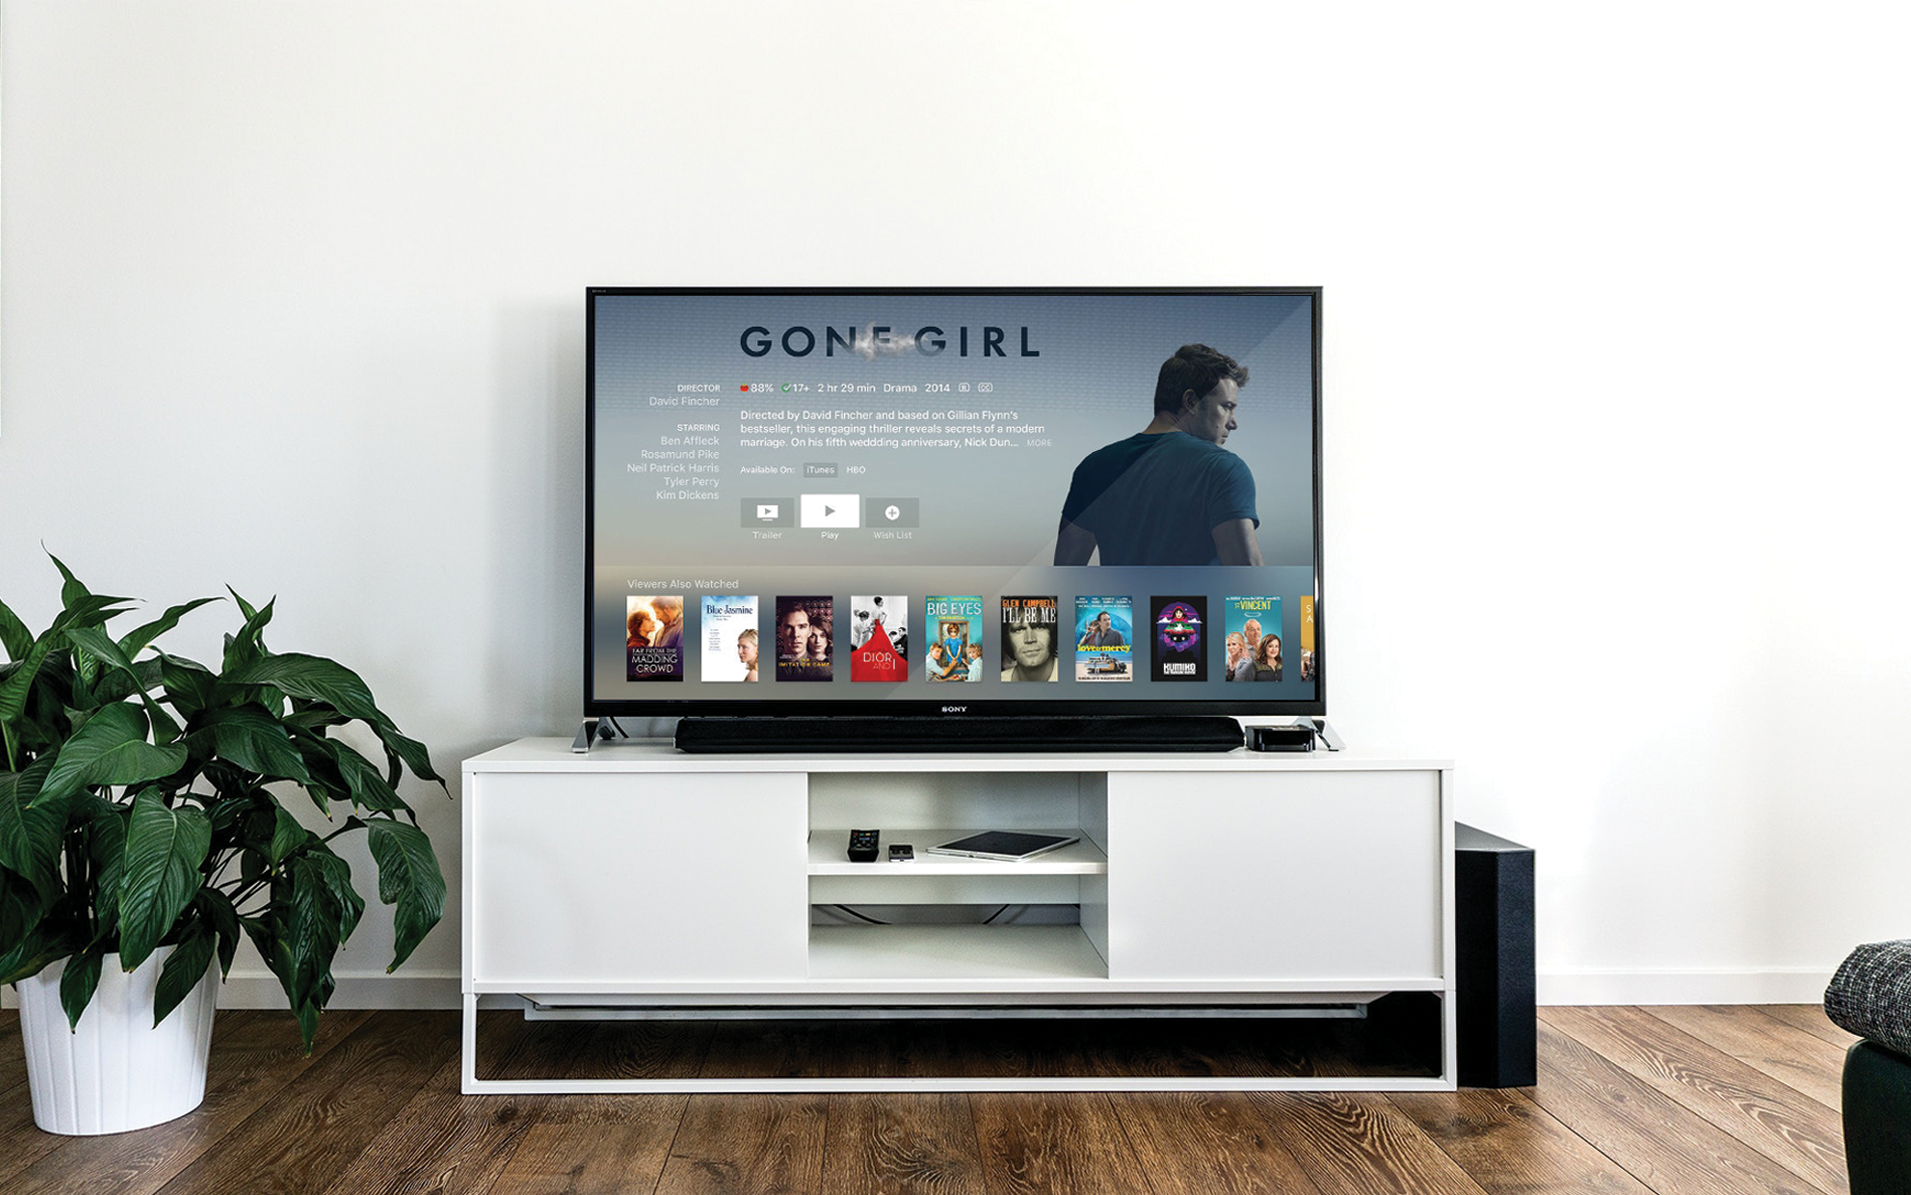 GONE GIRL
DIRECTOR
David Fincher
STARRING
Ben Affleck
Rosamund Pike
Neil Patrick Harris
Tyler Perry
Kim Dickens
88% 17+ 2 hr 29 min Drama 2014 R CC
Directed by David Fincher and based on Gillian Flynn's
bestseller, this engaging thriller reveals secrets of a modern
marriage. On his fifth weddding anniversary, Nick Dun... MORE
Available On: iTunes HBO
Trailer
Play
Wish List
Viewers Also Watched
FAR FROM THE
MADDING
CROWD
Blue Jasmine
IMITATION GAME
DIOR
AND I
BIG EYES
GLEN CAMPBELL
I'LL BE ME
love&mercy
KUMIKO
ST. VINCENT
S
A
SONY